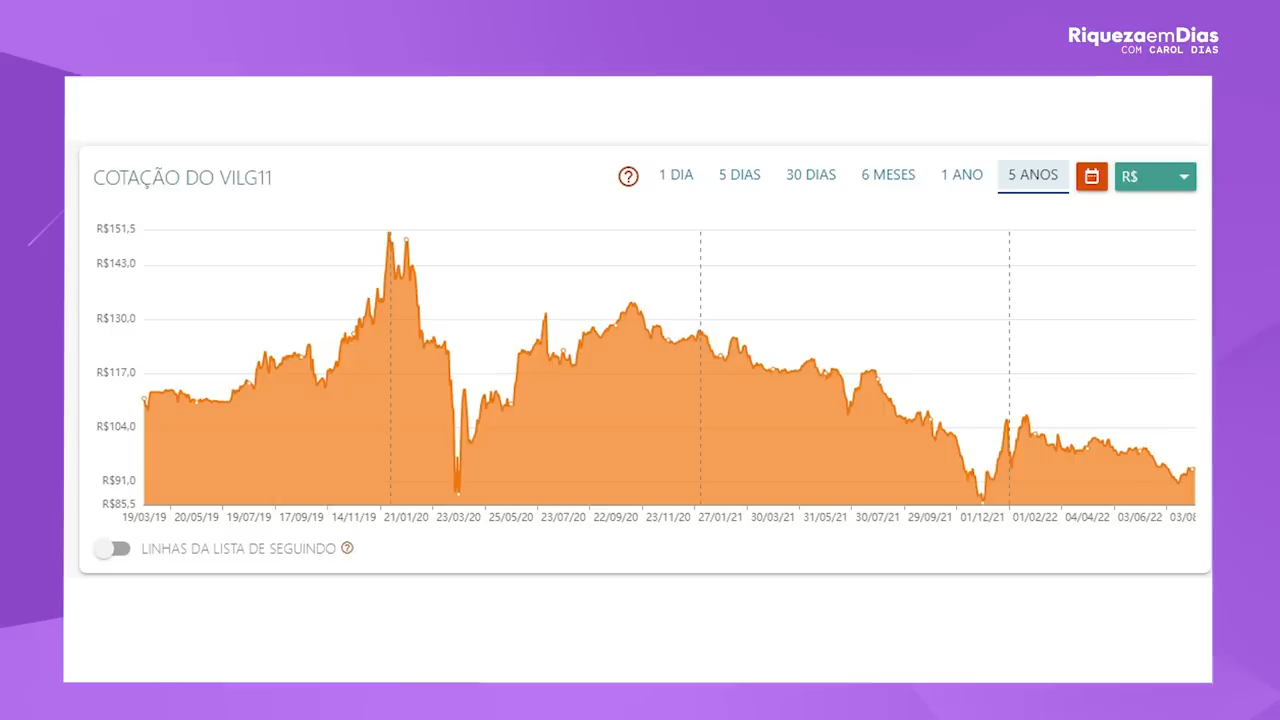 RiquezaemDias
COM CAROL DIAS
COTAÇÃO DO VILG11
? 1 DIA 5 DIAS 30 DIAS 6 MESES 1 ANO 5 ANOS R$
R$151,5
R$143,0
R$130,0
R$117,0
R$104,0
R$91,0
R$85,5
19/03/19 20/05/19 19/07/19 17/09/19 14/11/19 21/01/20 23/03/20 25/05/20 23/07/20 22/09/20 23/11/20 27/01/21 30/03/21 31/05/21 30/07/21 29/09/21 01/12/21 01/02/22 04/04/22 03/06/22 03/08
LINHAS DA LISTA DE SEGUINDO ?